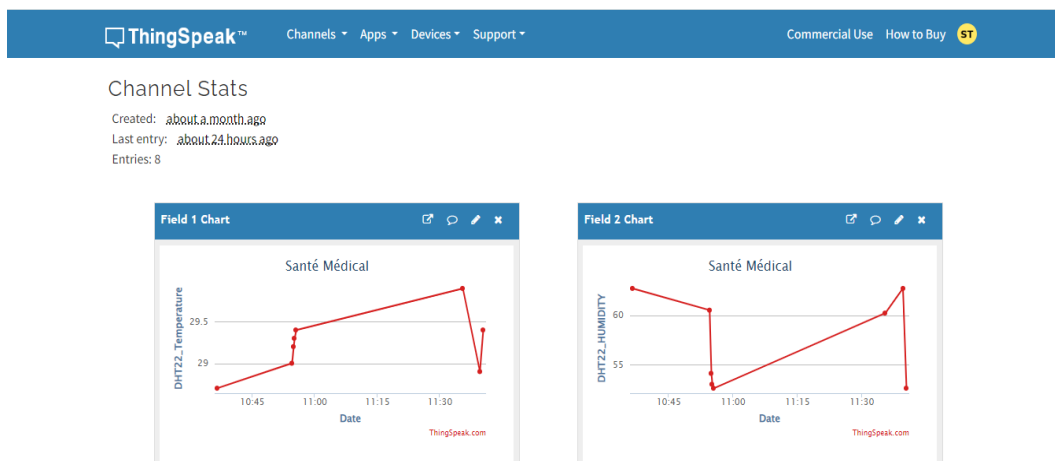 ThingSpeak™ Channels Apps Devices Support Commercial Use How to Buy ST
Channel Stats
Created: about a month ago
Last entry: about 24 hours ago
Entries: 8
Field 1 Chart
Santé Médical
DHT22_Temperature
29.5
29
10:45 11:00 11:15 11:30
Date
ThingSpeak.com
Field 2 Chart
Santé Médical
DHT22_HUMIDITY
60
55
10:45 11:00 11:15 11:30
Date
ThingSpeak.com